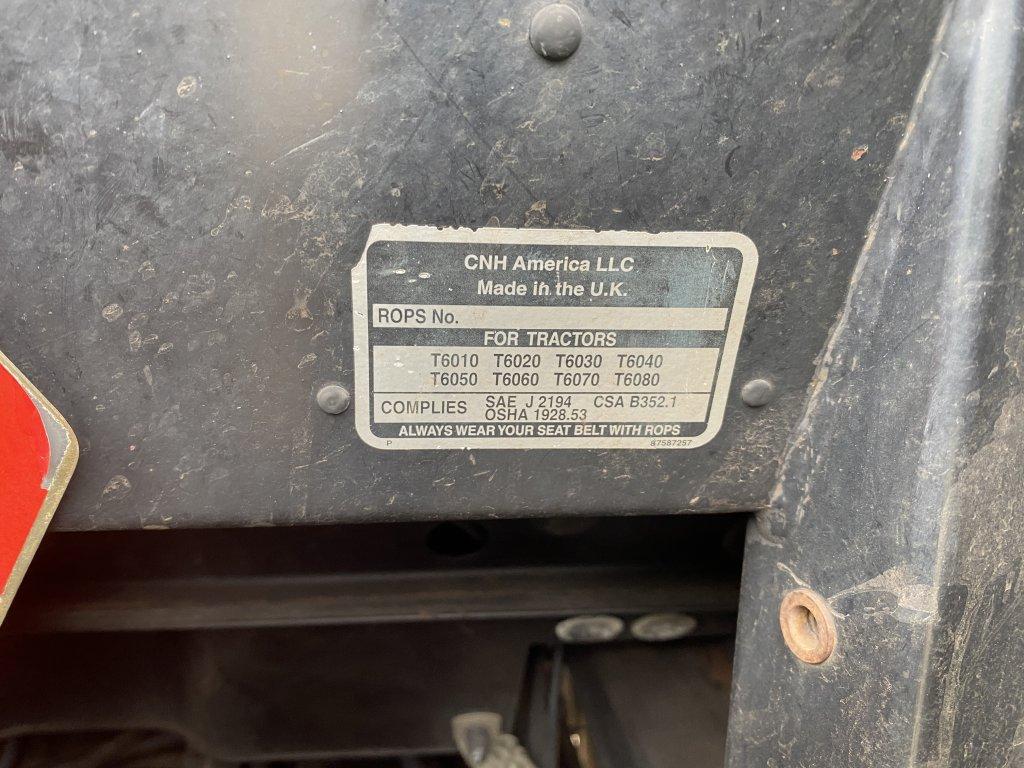 CNH America LLC
Made in the U.K.
ROPS No.
FOR TRACTORS
T6010 T6020 T6030 T6040
T6050 T6060 T6070 T6080
COMPLIES SAE J 2194 CSA B352.1
OSHA 1928.53
ALWAYS WEAR YOUR SEAT BELT WITH ROPS
P 87587257